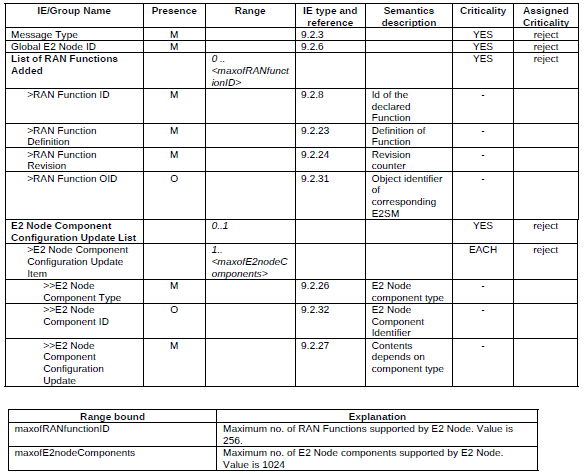 IE/Group Name Presence Range IE type and reference Semantics description Criticality Assigned Criticality
Message Type M 9.2.3 YES reject
Global E2 Node ID M 9.2.6 YES reject
List of RAN Functions Added 0 .. <maxofRANfunctionID> YES reject
>RAN Function ID M 9.2.8 Id of the declared Function -
>RAN Function Definition M 9.2.23 Definition of Function -
>RAN Function Revision M 9.2.24 Revision counter -
>RAN Function OID O 9.2.31 Object identifier of corresponding E2SM -
E2 Node Component Configuration Update List 0..1 YES reject
>E2 Node Component Configuration Update Item 1.. <maxofE2nodeComponents> EACH reject
>>E2 Node Component Type M 9.2.26 E2 Node component type -
>>E2 Node Component ID O 9.2.32 E2 Node Component Identifier -
>>E2 Node Component Configuration Update M 9.2.27 Contents depends on component type -
Range bound Explanation
maxofRANfunctionID Maximum no. of RAN Functions supported by E2 Node. Value is 256.
maxofE2nodeComponents Maximum no. of E2 Node components supported by E2 Node. Value is 1024